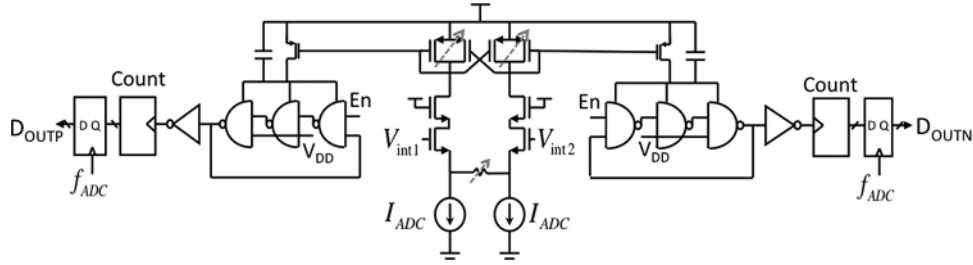 Count
Count
En
En
D_OUTP
D Q
D Q
D_OUTN
V_DD
V_DD
V_int1
V_int2
f_ADC
f_ADC
I_ADC
I_ADC